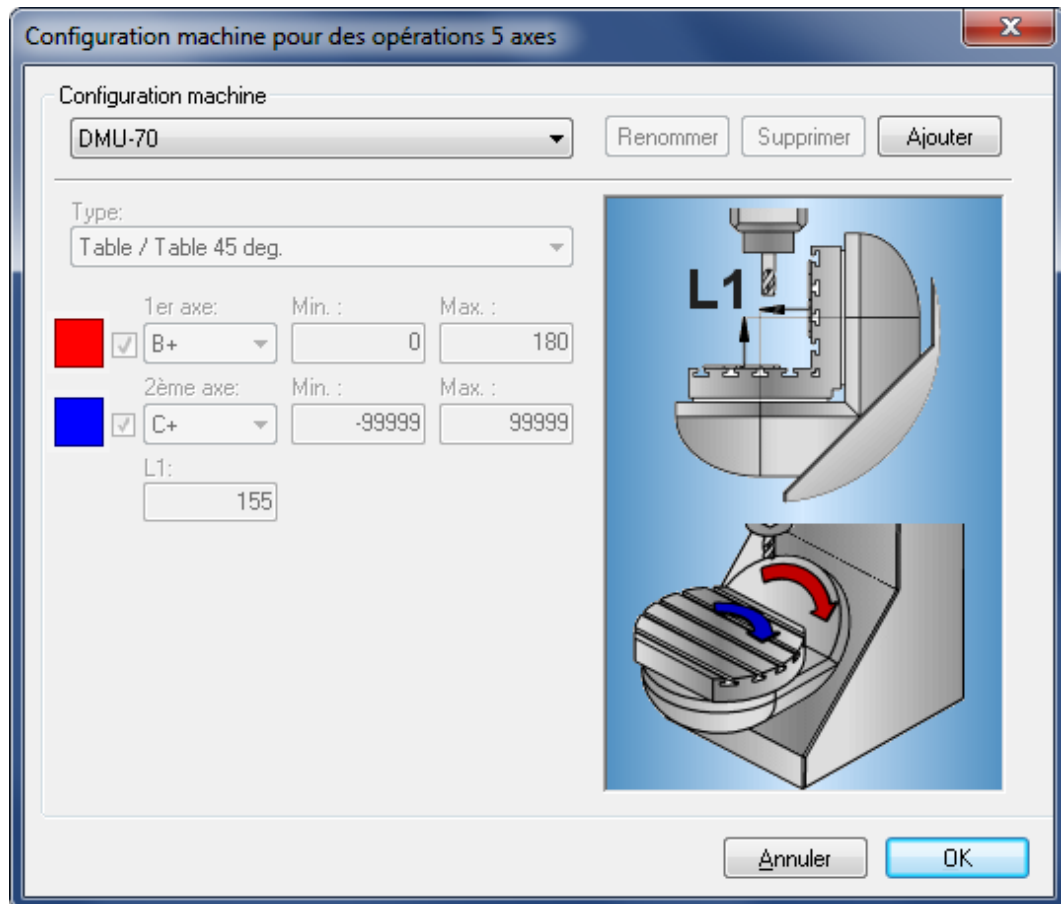 Configuration machine pour des opérations 5 axes
Configuration machine
DMU-70
Renommer
Supprimer
Ajouter
Type:
Table / Table 45 deg.
1er axe:
Min. :
Max. :
B+
0
180
2ème axe:
Min. :
Max. :
C+
-99999
99999
L1:
155
L1
Annuler
OK